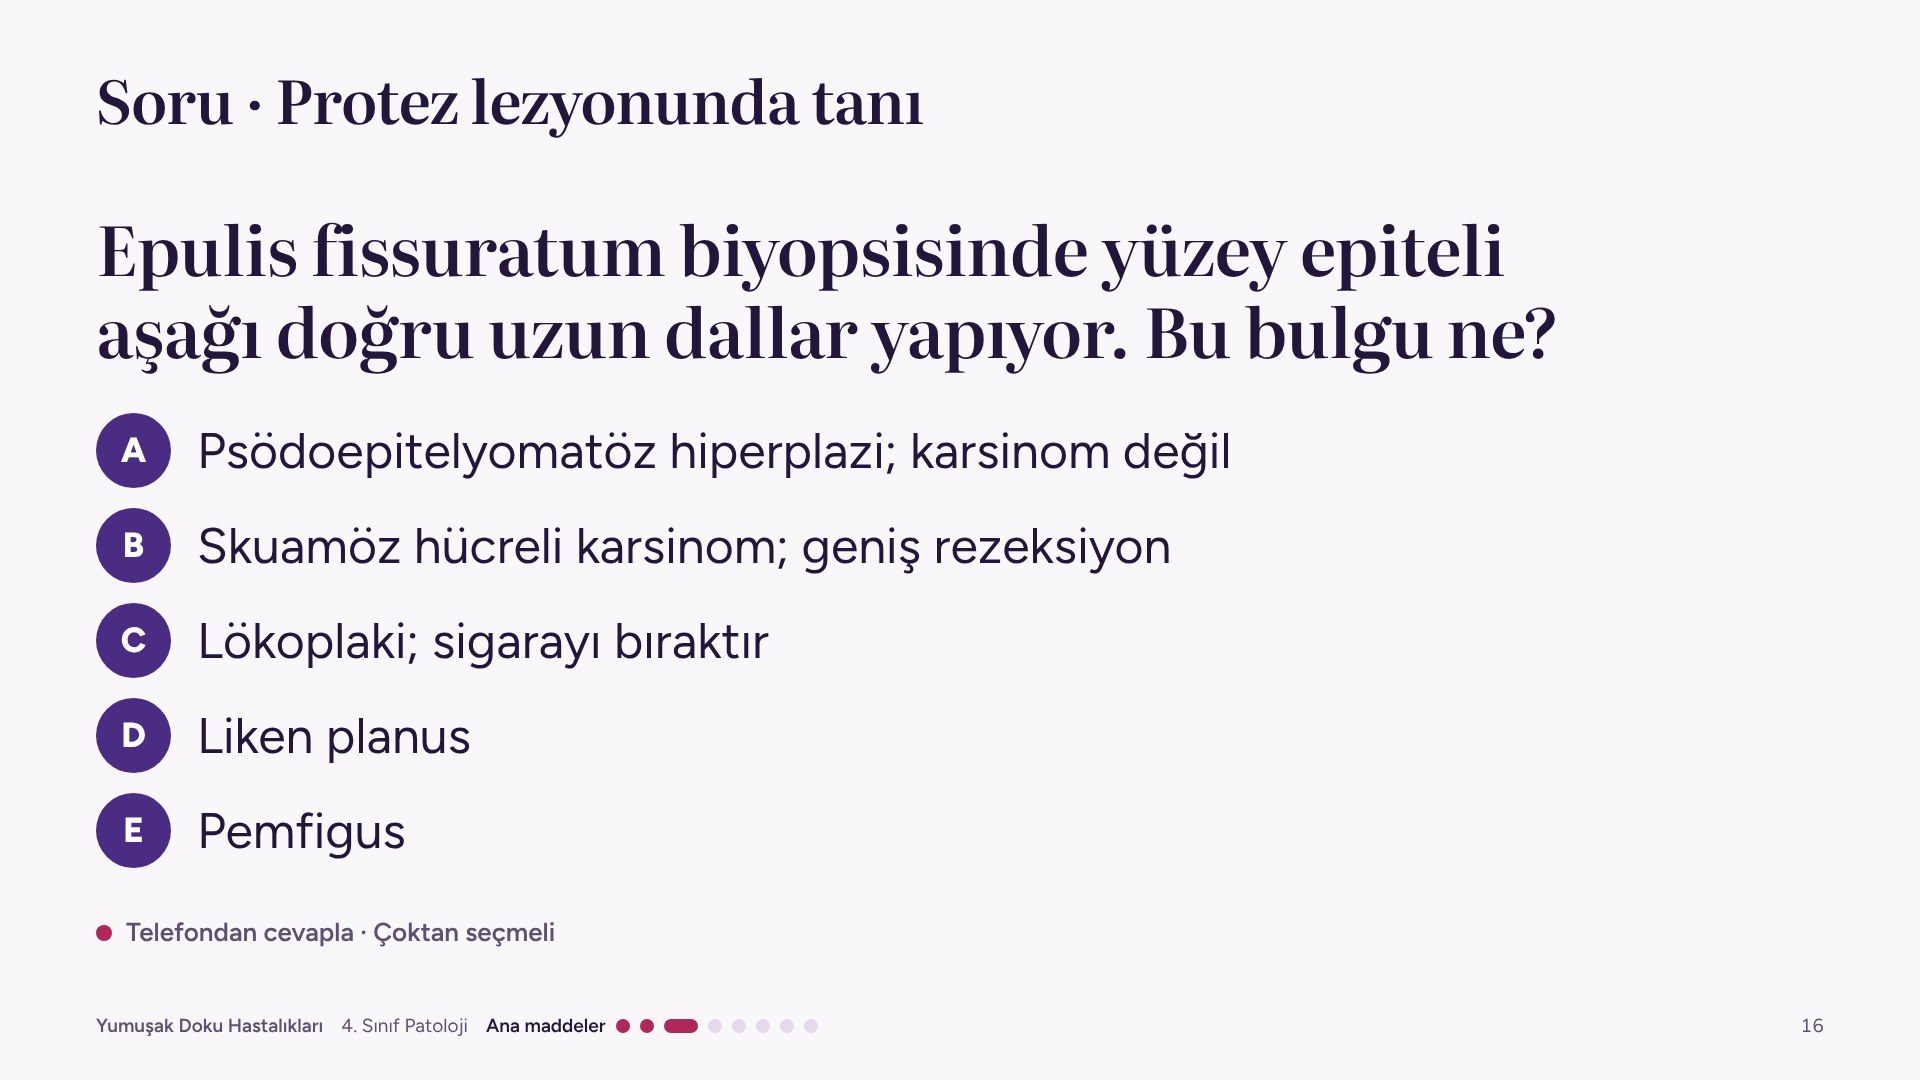 Soru · Protez lezyonunda tanı
Epulis fissuratum biyopsisinde yüzey epiteli
aşağı doğru uzun dallar yapıyor. Bu bulgu ne?
A Psödoepitelyomatöz hiperplazi; karsinom değil
B Skuamöz hücreli karsinom; geniş rezeksiyon
C Lökoplaki; sigarayı bıraktır
D Liken planus
E Pemfigus
Telefondan cevapla · Çoktan seçmeli
Yumuşak Doku Hastalıkları 4. Sınıf Patoloji Ana maddeler 16